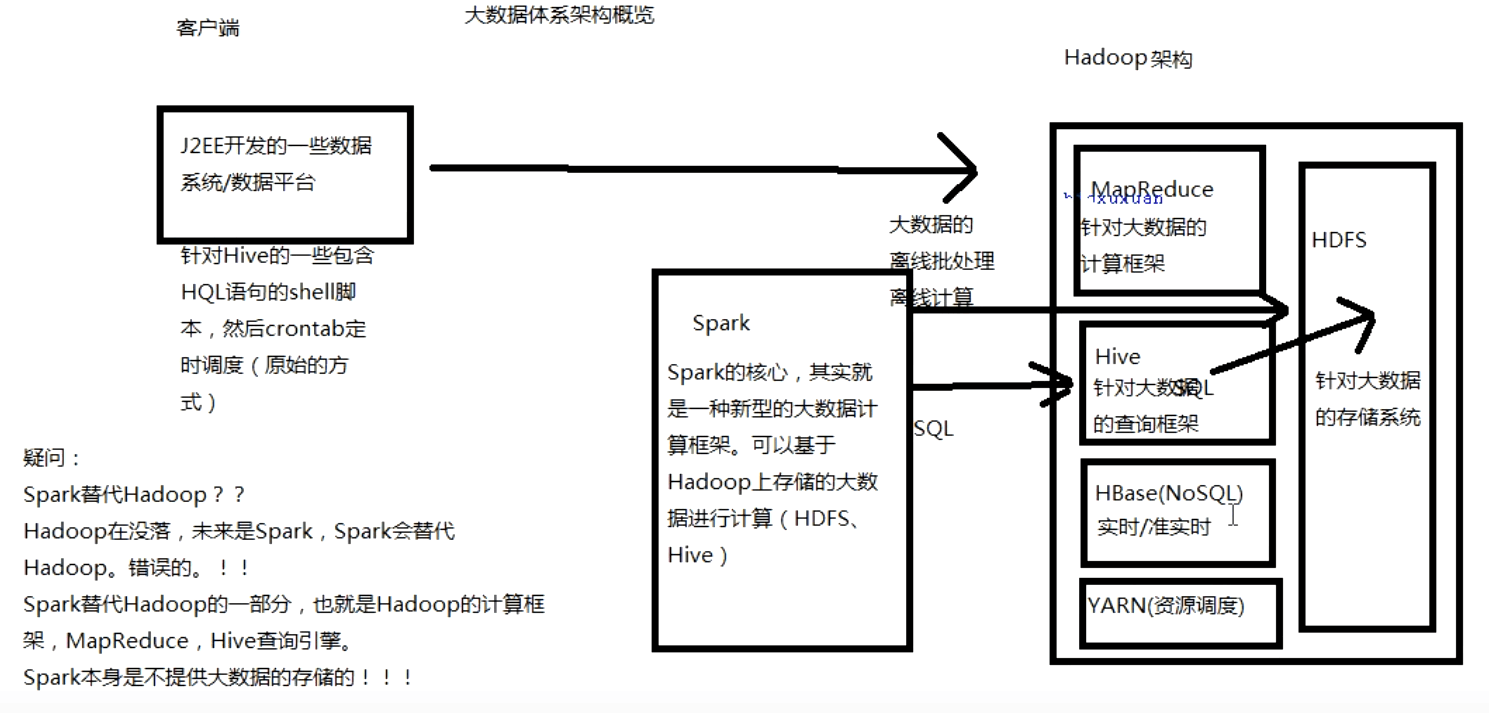 大数据体系架构概览
客户端
Hadoop架构
J2EE开发的一些数据
系统/数据平台
针对Hive的一些包含
HQL语句的shell脚
本，然后crontab定
时调度（原始的方
式）
疑问：
Spark替代Hadoop？？
Hadoop在没落，未来是Spark，Spark会替代
Hadoop。错误的。！！
Spark替代Hadoop的一部分，也就是Hadoop的计算框
架，MapReduce，Hive查询引擎。
Spark本身是不提供大数据的存储的！！！
大数据的
离线批处理
离线计算
Spark
Spark的核心，其实就
是一种新型的大数据计
算框架。可以基于
Hadoop上存储的大数
据进行计算（HDFS、
Hive）
SQL
MapReduce
针对大数据的
计算框架
Hive
针对大数据
SQL
的查询框架
HBase(NoSQL)
实时/准实时
YARN(资源调度)
HDFS
针对大数据
的存储系统